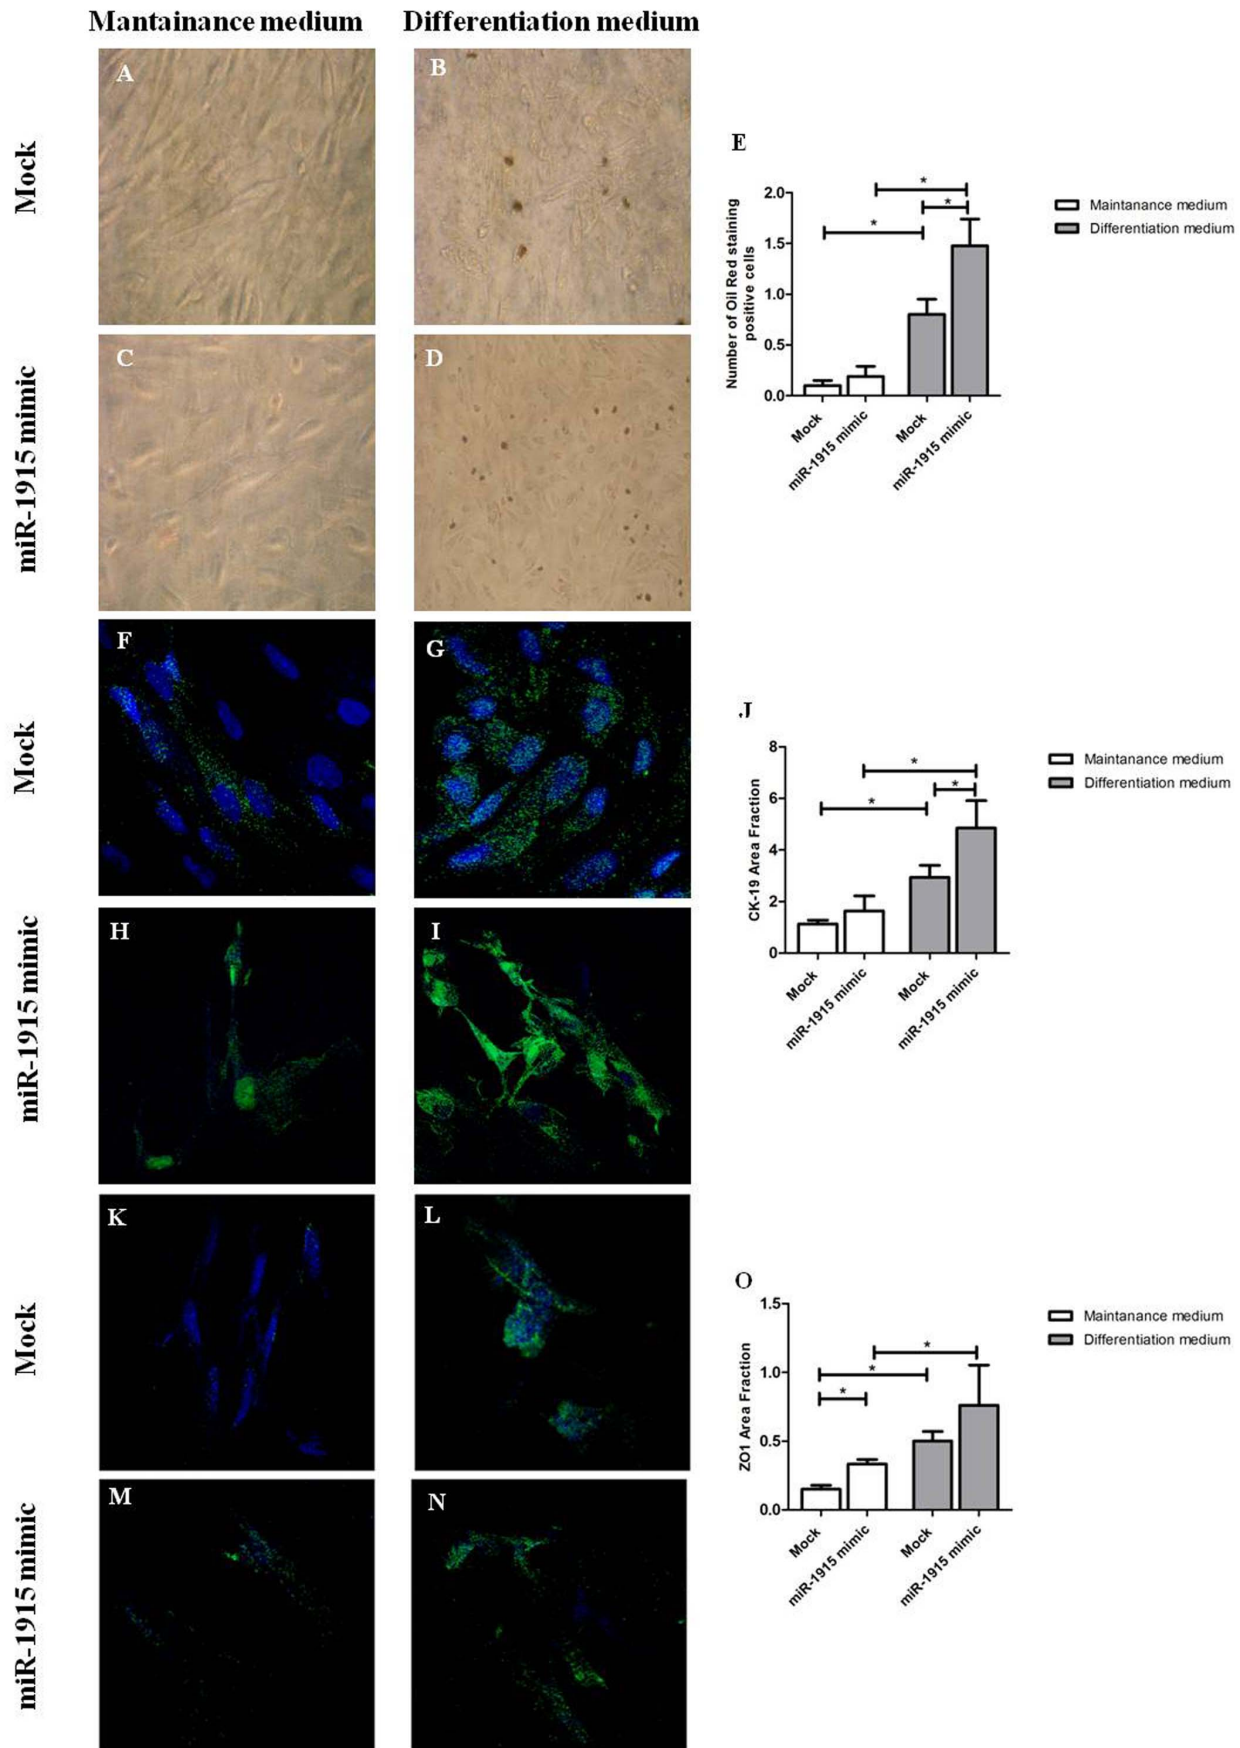 Mantainance medium
Differentiation medium
Mock
A
B
E
2.0
1.5
1.0
0.5
0.0
Number of Oil Red staining
positive cells
*
*
*
Maintanance medium
Differentiation medium
Mock
miR-1915 mimic
Mock
miR-1915 mimic
miR-1915 mimic
C
D
Mock
F
G
J
8
6
4
2
0
CK-19 Area Fraction
*
*
*
Maintanance medium
Differentiation medium
Mock
miR-1915 mimic
Mock
miR-1915 mimic
miR-1915 mimic
H
I
Mock
K
L
O
1.5
1.0
0.5
0.0
ZO1 Area Fraction
*
*
*
Maintanance medium
Differentiation medium
Mock
miR-1915 mimic
Mock
miR-1915 mimic
miR-1915 mimic
M
N